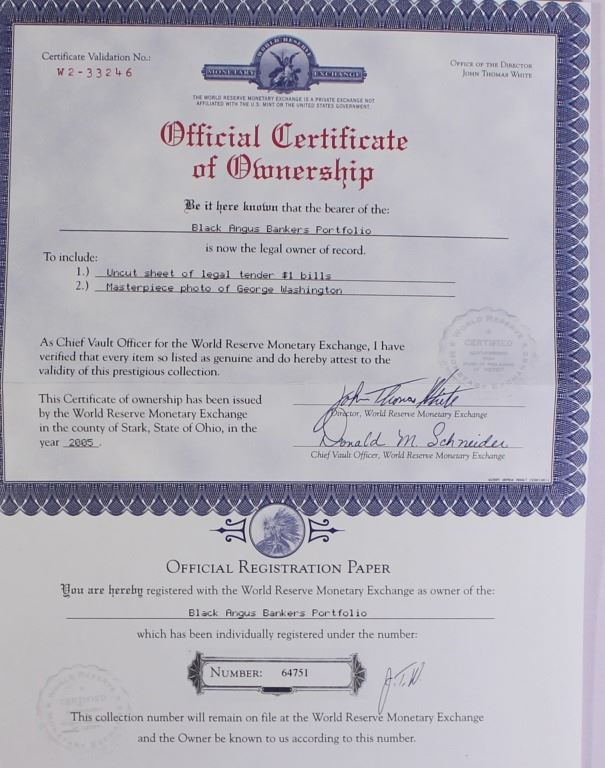 Certificate Validation No.:
W2-33246
WORLD RESERVE
MONETARY EXCHANGE
OFFICE OF THE DIRECTOR
JOHN THOMAS WHITE
THE WORLD RESERVE MONETARY EXCHANGE IS A PRIVATE EXCHANGE NOT
AFFILIATED WITH THE U.S. MINT OR THE UNITED STATES GOVERNMENT.
Official Certificate
of Ownership
Be it here known that the bearer of the:
Black Angus Bankers Portfolio
is now the legal owner of record.
To include:
1.) Uncut sheet of legal tender $1 bills
2.) Masterpiece photo of George Washington
As Chief Vault Officer for the World Reserve Monetary Exchange, I have
verified that every item so listed as genuine and do hereby attest to the
validity of this prestigious collection.
WORLD RESERVE
CERTIFIED
MONETARY EXCHANGE
This Certificate of ownership has been issued
by the World Reserve Monetary Exchange
in the county of Stark, State of Ohio, in the
year 2005.
John Thomas White
Director, World Reserve Monetary Exchange
Donald M. Schneider
Chief Vault Officer, World Reserve Monetary Exchange
OFFICIAL REGISTRATION PAPER
You are hereby registered with the World Reserve Monetary Exchange as owner of the:
Black Angus Bankers Portfolio
which has been individually registered under the number:
NUMBER: 64751
J.T.W.
WORLD RESERVE
CERTIFIED
MONETARY EXCHANGE
This collection number will remain on file at the World Reserve Monetary Exchange
and the Owner be known to us according to this number.